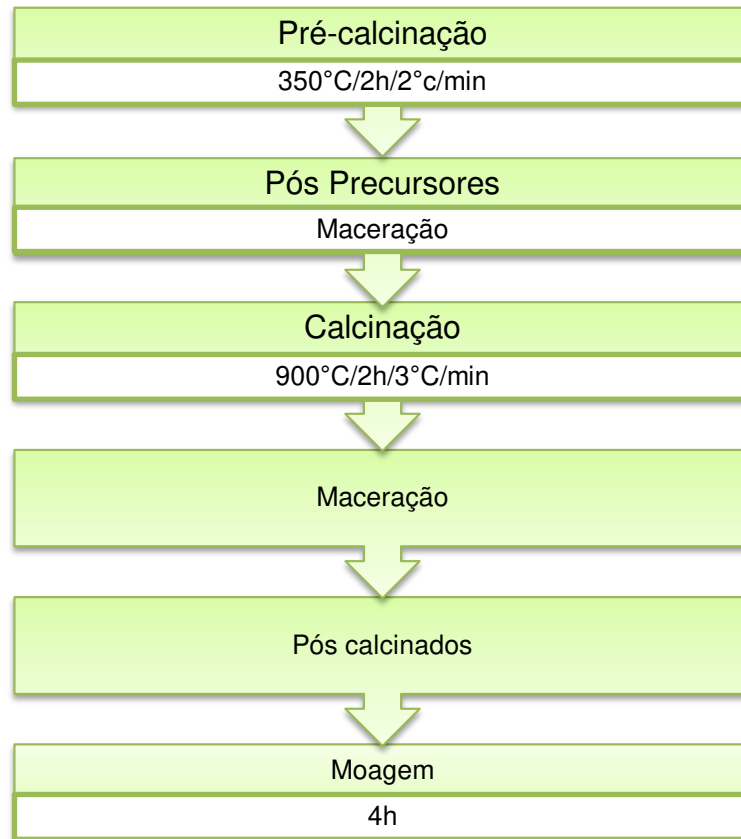 Pré-calcinação
350°C/2h/2°c/min
Pós Precursores
Maceração
Calcinação
900°C/2h/3°C/min
Maceração
Pós calcinados
Moagem
4h